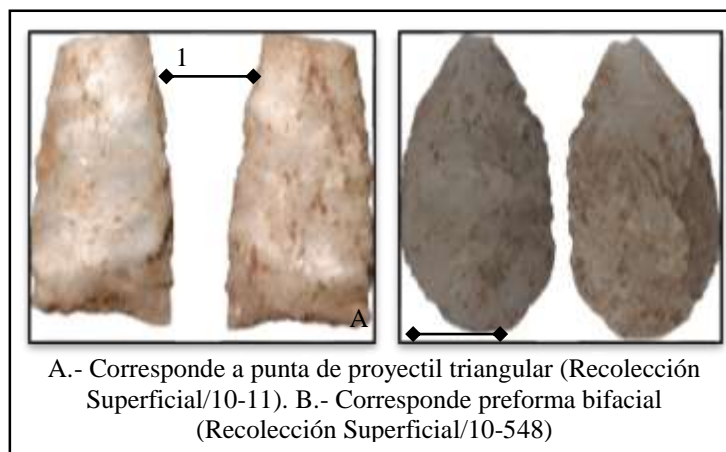 1
A
A.- Corresponde a punta de proyectil triangular (Recolección
Superficial/10-11). B.- Corresponde preforma bifacial
(Recolección Superficial/10-548)